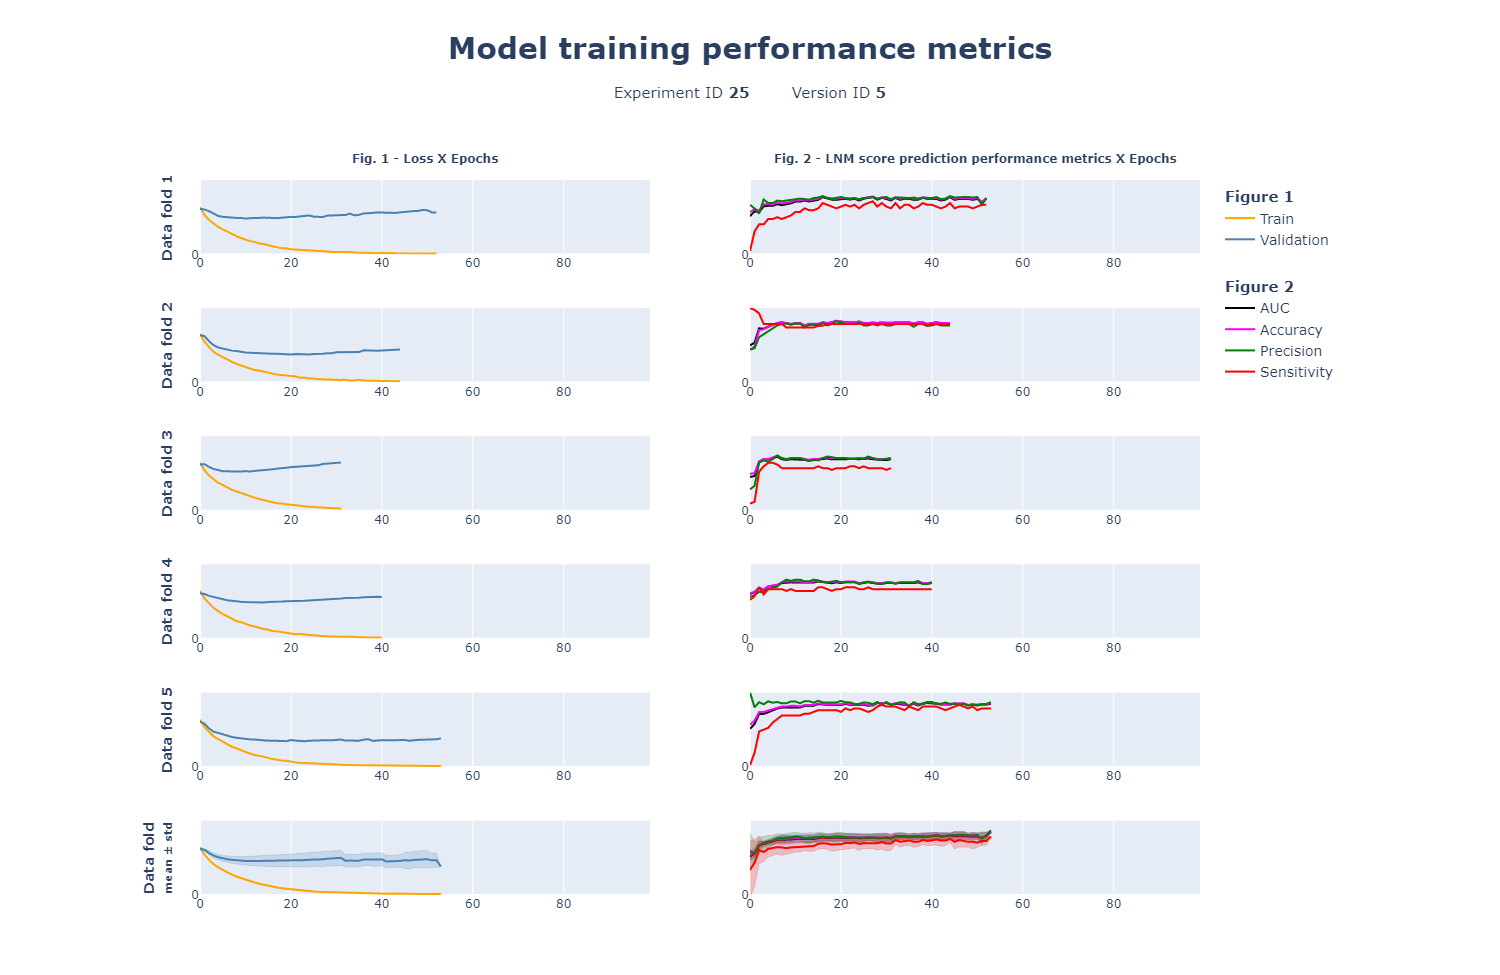 Model training performance metrics
Experiment ID 25 Version ID 5
Fig. 1 - Loss X Epochs
Fig. 2 - LNM score prediction performance metrics X Epochs
Data fold 1
0
0 20 40 60 80
0
0 20 40 60 80
Figure 1
Train
Validation
Figure 2
AUC
Accuracy
Precision
Sensitivity
Data fold 2
0
0 20 40 60 80
0
0 20 40 60 80
Data fold 3
0
0 20 40 60 80
0
0 20 40 60 80
Data fold 4
0
0 20 40 60 80
0
0 20 40 60 80
Data fold 5
0
0 20 40 60 80
0
0 20 40 60 80
Data fold
mean ± std
0
0 20 40 60 80
0
0 20 40 60 80